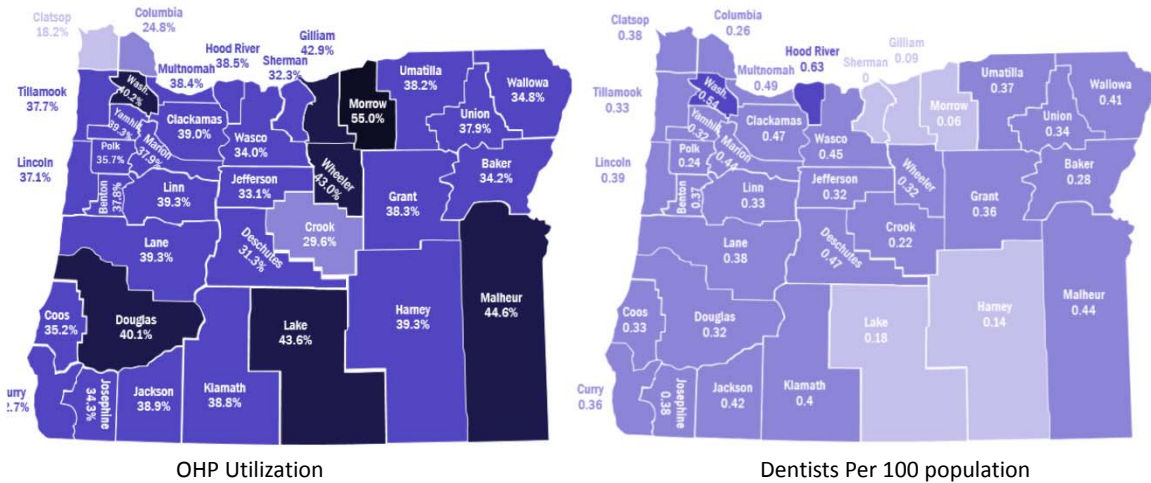 Clatsop
18.2%
Columbia
24.8%
Hood River
38.5%
Gilliam
42.9%
Sherman
32.3%
Multnomah
38.4%
Wash.
40.2%
Tillamook
37.7%
Yamhill
39.3%
Clackamas
39.0%
Morrow
55.0%
Umatilla
38.2%
Wallowa
34.8%
Union
37.9%
Polk
35.7%
Marion
37.9%
Wasco
34.0%
Lincoln
37.1%
Benton
37.8%
Linn
39.3%
Jefferson
33.1%
Wheeler
43.0%
Baker
34.2%
Grant
38.3%
Crook
29.6%
Deschutes
31.3%
Lane
39.3%
Coos
35.2%
Douglas
40.1%
Lake
43.6%
Harney
39.3%
Malheur
44.6%
Curry
2.7%
Josephine
34.3%
Jackson
38.9%
Klamath
38.8%
OHP Utilization
Clatsop
0.38
Columbia
0.26
Hood River
0.63
Gilliam
0.09
Sherman
0
Multnomah
0.49
Wash.
0.54
Tillamook
0.33
Yamhill
0.32
Clackamas
0.47
Morrow
0.06
Umatilla
0.37
Wallowa
0.41
Union
0.34
Polk
0.24
Marion
0.44
Wasco
0.45
Lincoln
0.39
Benton
0.37
Linn
0.33
Jefferson
0.32
Wheeler
0.32
Baker
0.28
Grant
0.36
Crook
0.22
Deschutes
0.47
Lane
0.38
Coos
0.33
Douglas
0.32
Lake
0.18
Harney
0.14
Malheur
0.44
Curry
0.36
Josephine
0.38
Jackson
0.42
Klamath
0.4
Dentists Per 100 population